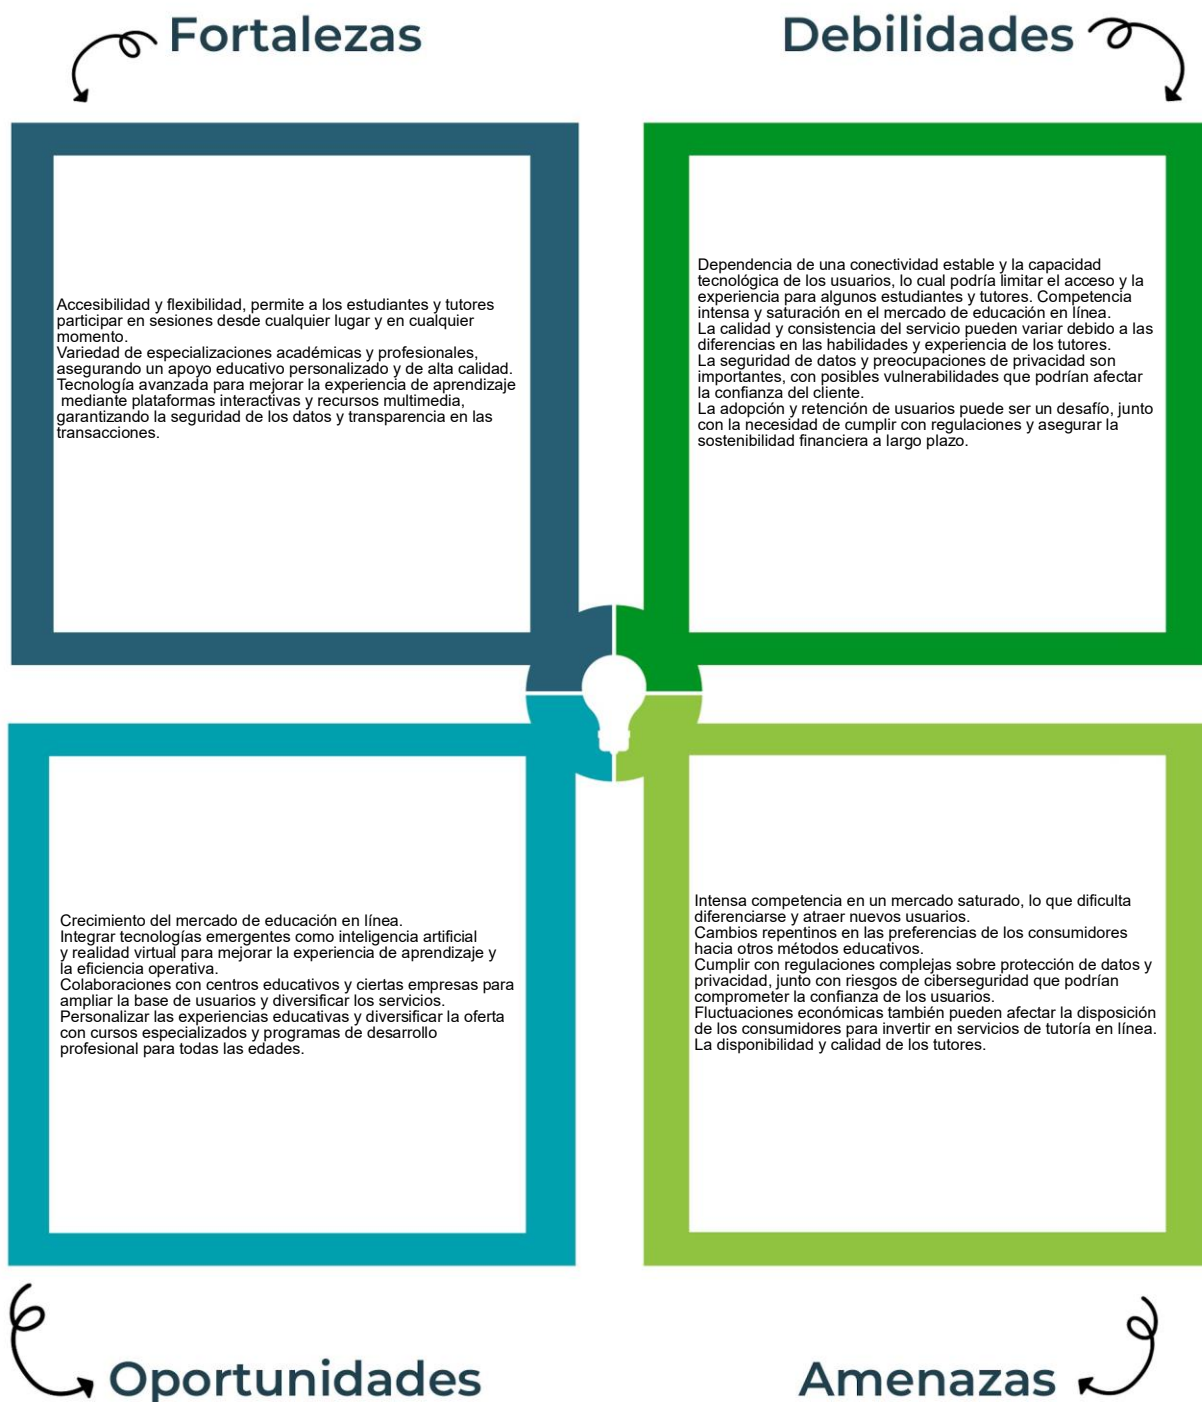 Fortalezas
Debilidades
Accesibilidad y flexibilidad, permite a los estudiantes y tutores
participar en sesiones desde cualquier lugar y en cualquier
momento.
Variedad de especializaciones académicas y profesionales,
asegurando un apoyo educativo personalizado y de alta calidad.
Tecnología avanzada para mejorar la experiencia de aprendizaje
mediante plataformas interactivas y recursos multimedia,
garantizando la seguridad de los datos y transparencia en las
transacciones.
Dependencia de una conectividad estable y la capacidad
tecnológica de los usuarios, lo cual podría limitar el acceso y la
experiencia para algunos estudiantes y tutores. Competencia
intensa y saturación en el mercado de educación en línea.
La calidad y consistencia del servicio pueden variar debido a las
diferencias en las habilidades y experiencia de los tutores.
La seguridad de datos y preocupaciones de privacidad son
importantes, con posibles vulnerabilidades que podrían afectar
la confianza del cliente.
La adopción y retención de usuarios puede ser un desafío, junto
con la necesidad de cumplir con regulaciones y asegurar la
sostenibilidad financiera a largo plazo.
Crecimiento del mercado de educación en línea.
Integrar tecnologías emergentes como inteligencia artificial
y realidad virtual para mejorar la experiencia de aprendizaje y
la eficiencia operativa.
Colaboraciones con centros educativos y ciertas empresas para
ampliar la base de usuarios y diversificar los servicios.
Personalizar las experiencias educativas y diversificar la oferta
con cursos especializados y programas de desarrollo
profesional para todas las edades.
Intensa competencia en un mercado saturado, lo que dificulta
diferenciarse y atraer nuevos usuarios.
Cambios repentinos en las preferencias de los consumidores
hacia otros métodos educativos.
Cumplir con regulaciones complejas sobre protección de datos y
privacidad, junto con riesgos de ciberseguridad que podrían
comprometer la confianza de los usuarios.
Fluctuaciones económicas también pueden afectar la disposición
de los consumidores para invertir en servicios de tutoría en línea.
La disponibilidad y calidad de los tutores.
Oportunidades
Amenazas